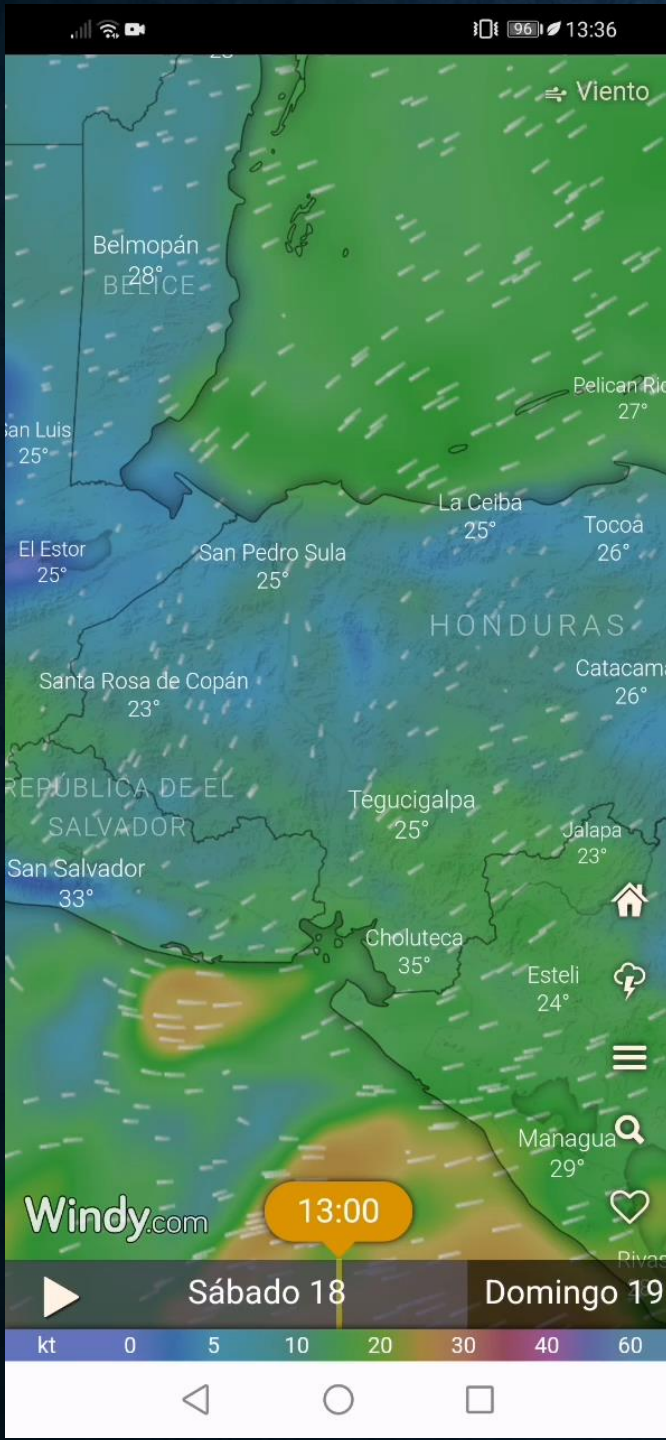 96 13:36
Viento
Belmopán
28°
BELICE
Pelican
27°
San Luis
25°
La Ceiba
25°
Tocoa
26°
El Estor
25°
San Pedro Sula
25°
HONDURAS
Santa Rosa de Copán
23°
Catacama
26°
REPÚBLICA DE EL
SALVADOR
Tegucigalpa
25°
Jalapa
23°
San Salvador
33°
Choluteca
35°
Esteli
24°
Managua
29°
Windy.com
13:00
Rivas
Sábado 18 Domingo 19
kt 0 5 10 20 30 40 60